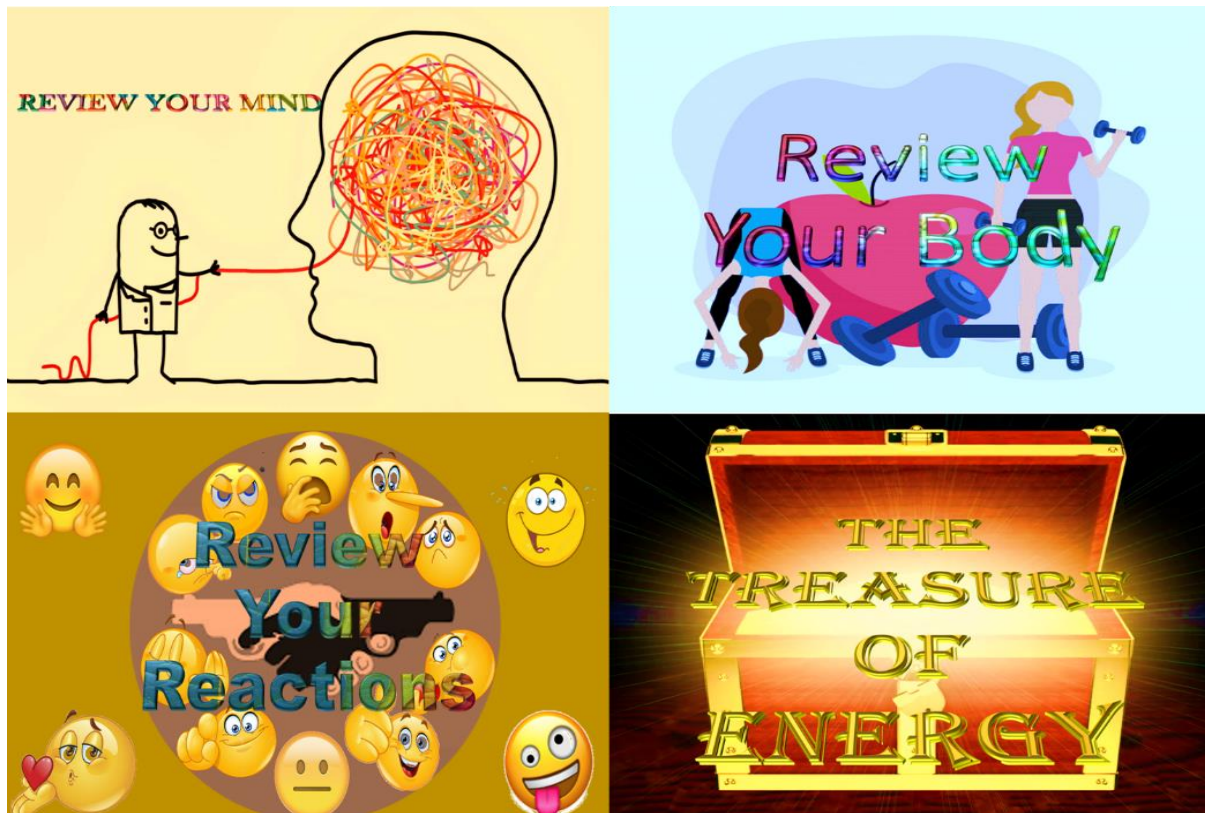 REVIEW YOUR MIND
Review
Your Body
Review
Your
Reactions
THE
TREASURE
OF
ENERGY